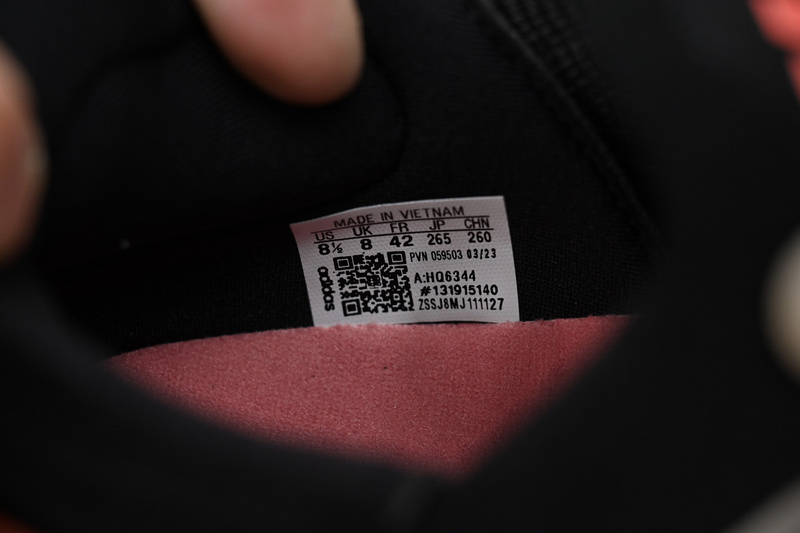 MADE IN VIETNAM
US UK FR JP CHN
8½ 8 42 265 260
PVN 059503 03/23
adidas
A:HQ6344
#131915140
ZSSJ8MJ111127